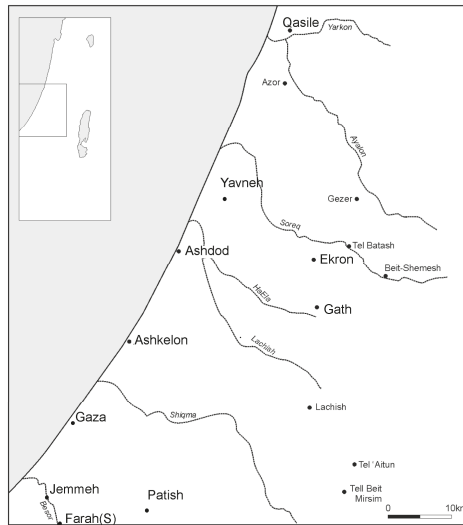 Qasile
Yarkon
Azor
Ayalon
Yavneh
Gezer
Soreq
Tel Batash
Ashdod
Ekron
Beit-Shemesh
HaEla
Gath
Ashkelon
Lachish
Shiqma
Lachish
Gaza
Tel 'Aitun
Jemmeh
Patish
Tell Beit
Mirsim
Besor
Farah(S)
0 10km